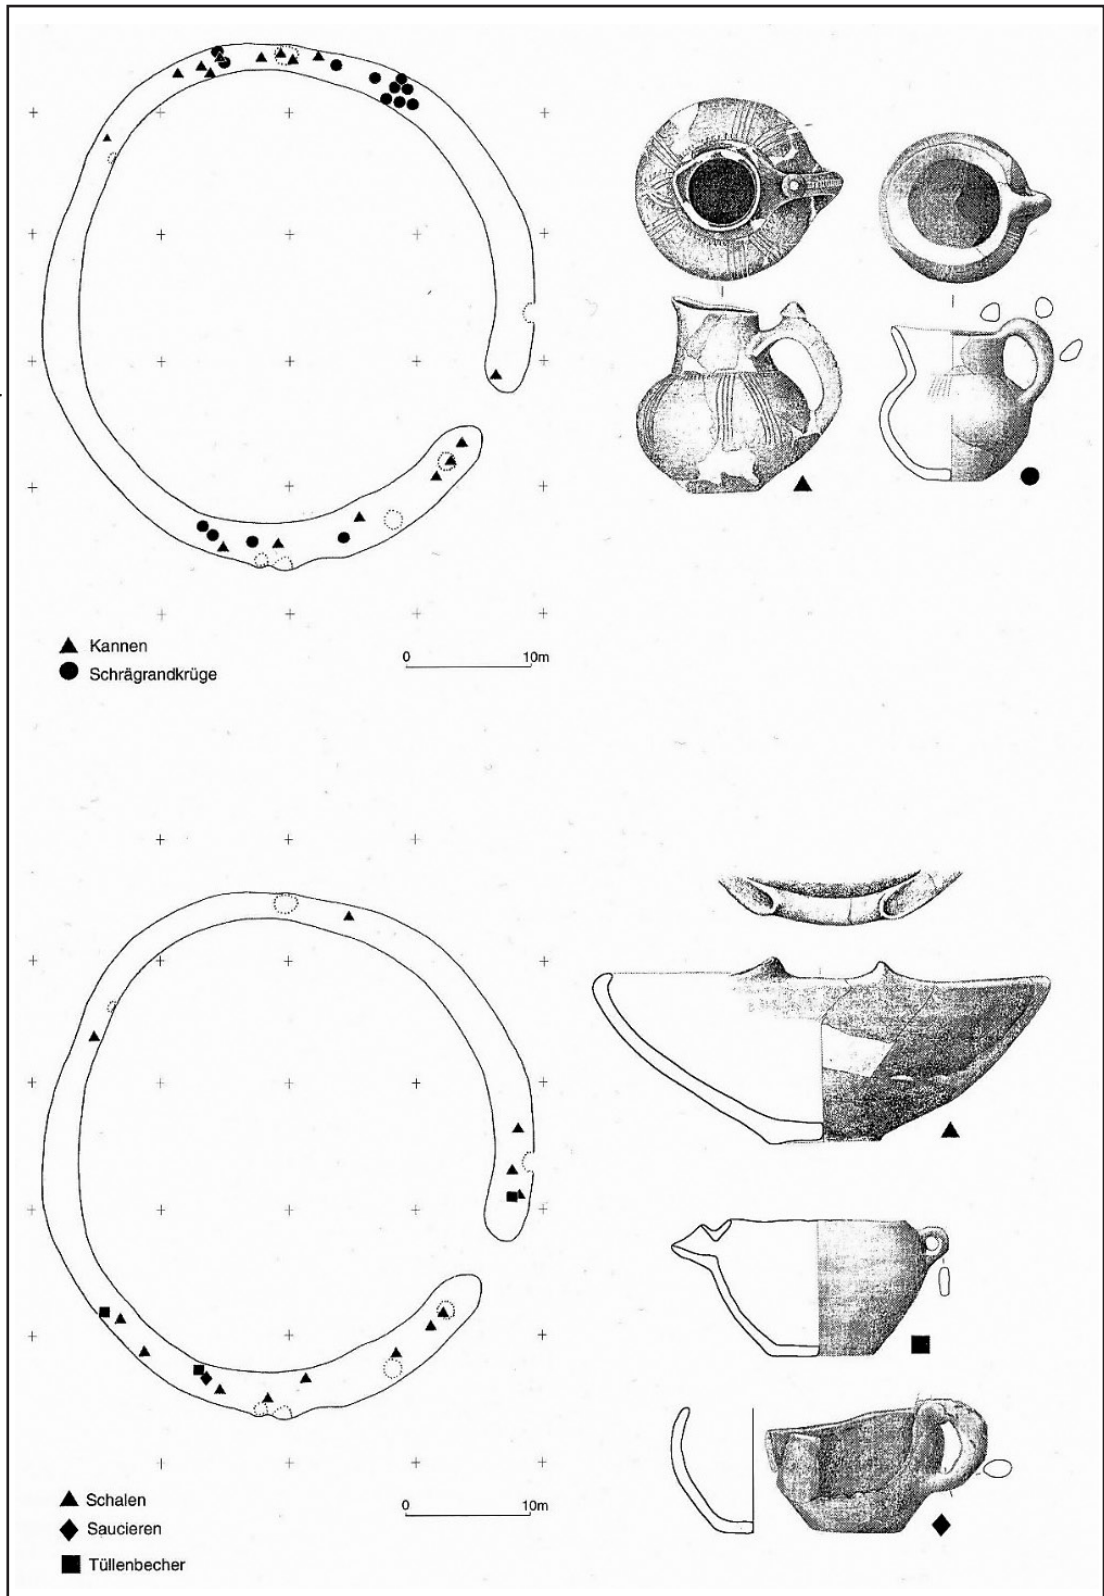 Kannen
Schrägrandkrüge
0 10m
Schalen
Saucieren
Tüllenbecher
0 10m